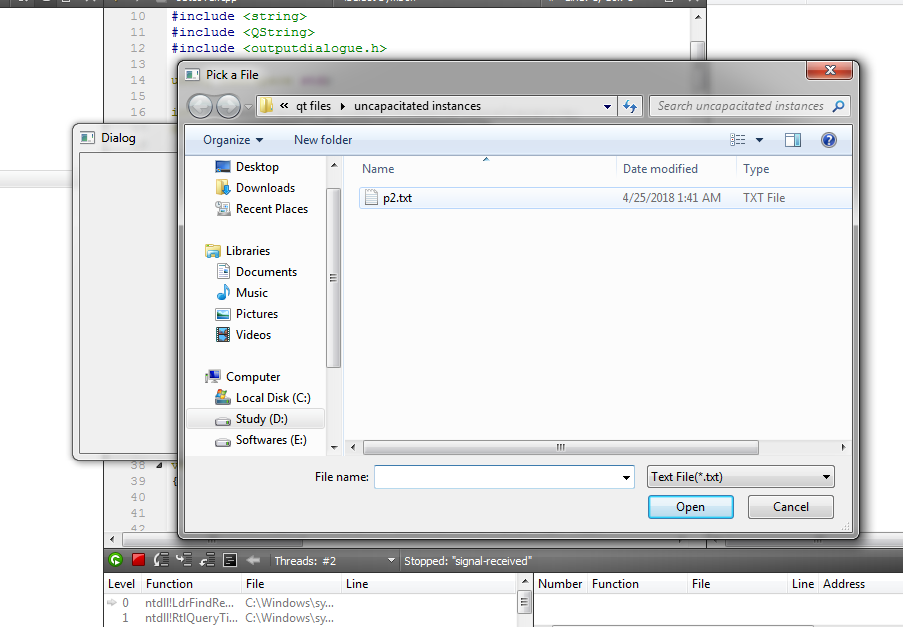 10 #include <string>
11 #include <QString>
12 #include <outputdialogue.h>
13
14
15
16
Pick a File
« qt files uncapacitated instances
Search uncapacitated instances
Organize New folder
Dialog
Name Date modified Type
p2.txt 4/25/2018 1:41 AM TXT File
Desktop
Downloads
Recent Places
Libraries
Documents
Music
Pictures
Videos
Computer
Local Disk (C:)
Study (D:)
Softwares (E:)
File name: Text File(*.txt)
Open Cancel
38
39 {
40
41
42
Threads: #2 Stopped: "signal-received"
Level Function File Line Number Function File Line Address
0 ntdll!LdrFindRe... C:\Windows\sy...
1 ntdll!RtlQueryTi... C:\Windows\sy...